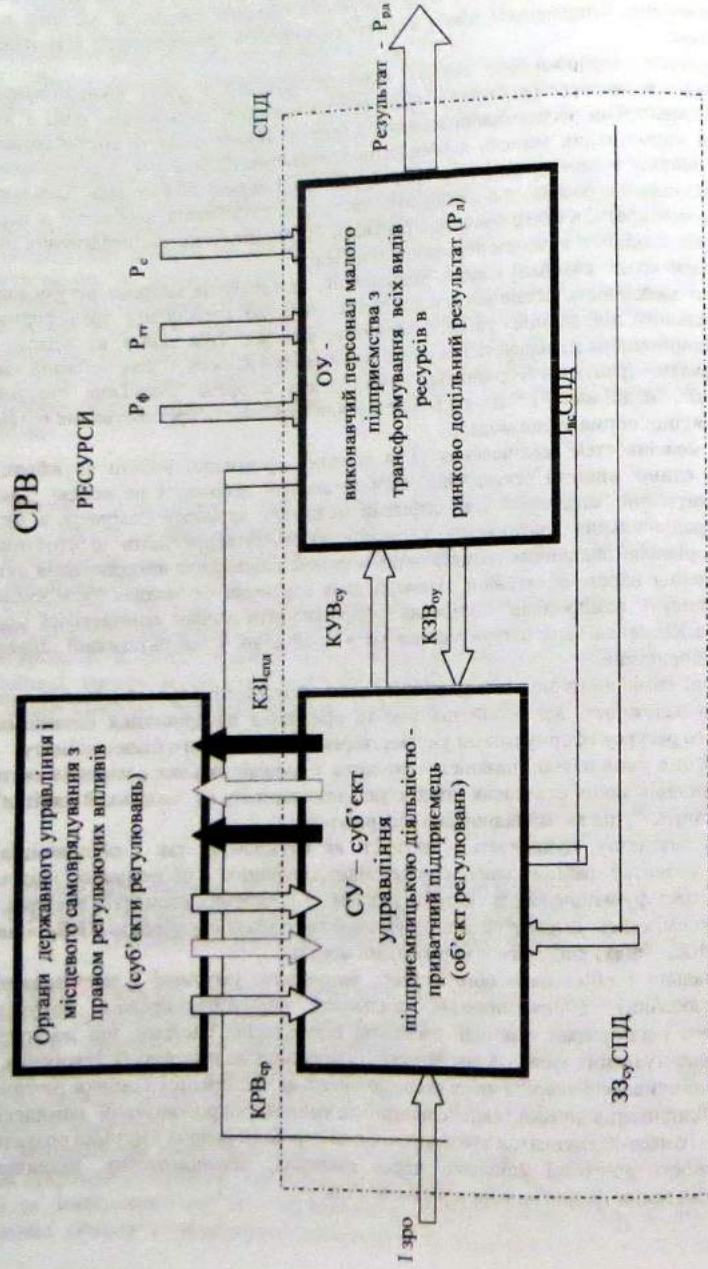 СРВ
РЕСУРСИ
Рф
Ртт
Рс
СПД
Результат - Ррд
Органи державного управління і
місцевого самоврядування з
правом регулюючих впливів
(суб’єкти регулювань)
КРВср
КЗІспд
І зро
СУ – суб’єкт
управління
підприємницькою діяльністю -
приватний підприємець
(об’єкт регулювань)
КУВсу
КЗВоу
ОУ -
виконавчий персонал малого
підприємства з
трансформування всіх видів
ресурсів в
ринково доцільний результат (Рд)
ІвсСПД
ЗЗсуСПД